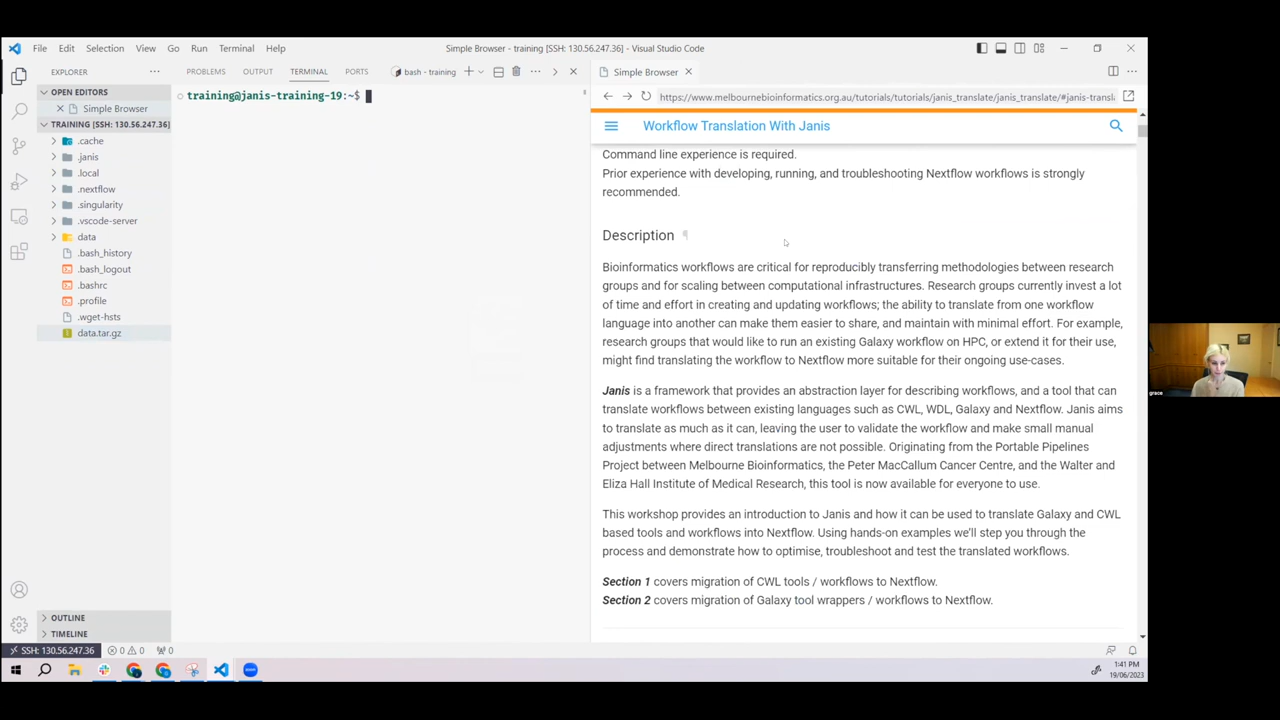 File Edit Selection View Go Run Terminal Help
Simple Browser - training [SSH: 130.56.247.36] - Visual Studio Code
EXPLORER
OPEN EDITORS
Simple Browser
TRAINING [SSH: 130.56.247.36]
.cache
.janis
.local
.nextflow
.singularity
.vscode-server
data
.bash_history
.bash_logout
.bashrc
.profile
.wget-hsts
data.tar.gz
OUTLINE
TIMELINE
PROBLEMS OUTPUT TERMINAL PORTS
bash - training
training@janis-training-19:~$
Simple Browser
https://www.melbournebioinformatics.org.au/tutorials/tutorials/janis_translate/janis_translate/#janis-transl
Workflow Translation With Janis
Command line experience is required.
Prior experience with developing, running, and troubleshooting Nextflow workflows is strongly
recommended.
Description ¶
Bioinformatics workflows are critical for reproducibly transferring methodologies between research
groups and for scaling between computational infrastructures. Research groups currently invest a lot
of time and effort in creating and updating workflows; the ability to translate from one workflow
language into another can make them easier to share, and maintain with minimal effort. For example,
research groups that would like to run an existing Galaxy workflow on HPC, or extend it for their use,
might find translating the workflow to Nextflow more suitable for their ongoing use-cases.
Janis is a framework that provides an abstraction layer for describing workflows, and a tool that can
translate workflows between existing languages such as CWL, WDL, Galaxy and Nextflow. Janis aims
to translate as much as it can, leaving the user to validate the workflow and make small manual
adjustments where direct translations are not possible. Originating from the Portable Pipelines
Project between Melbourne Bioinformatics, the Peter MacCallum Cancer Centre, and the Walter and
Eliza Hall Institute of Medical Research, this tool is now available for everyone to use.
This workshop provides an introduction to Janis and how it can be used to translate Galaxy and CWL
based tools and workflows into Nextflow. Using hands-on examples we'll step you through the
process and demonstrate how to optimise, troubleshoot and test the translated workflows.
Section 1 covers migration of CWL tools / workflows to Nextflow.
Section 2 covers migration of Galaxy tool wrappers / workflows to Nextflow.
grace
SSH: 130.56.247.36 0 0 0
1:41 PM
19/06/2023